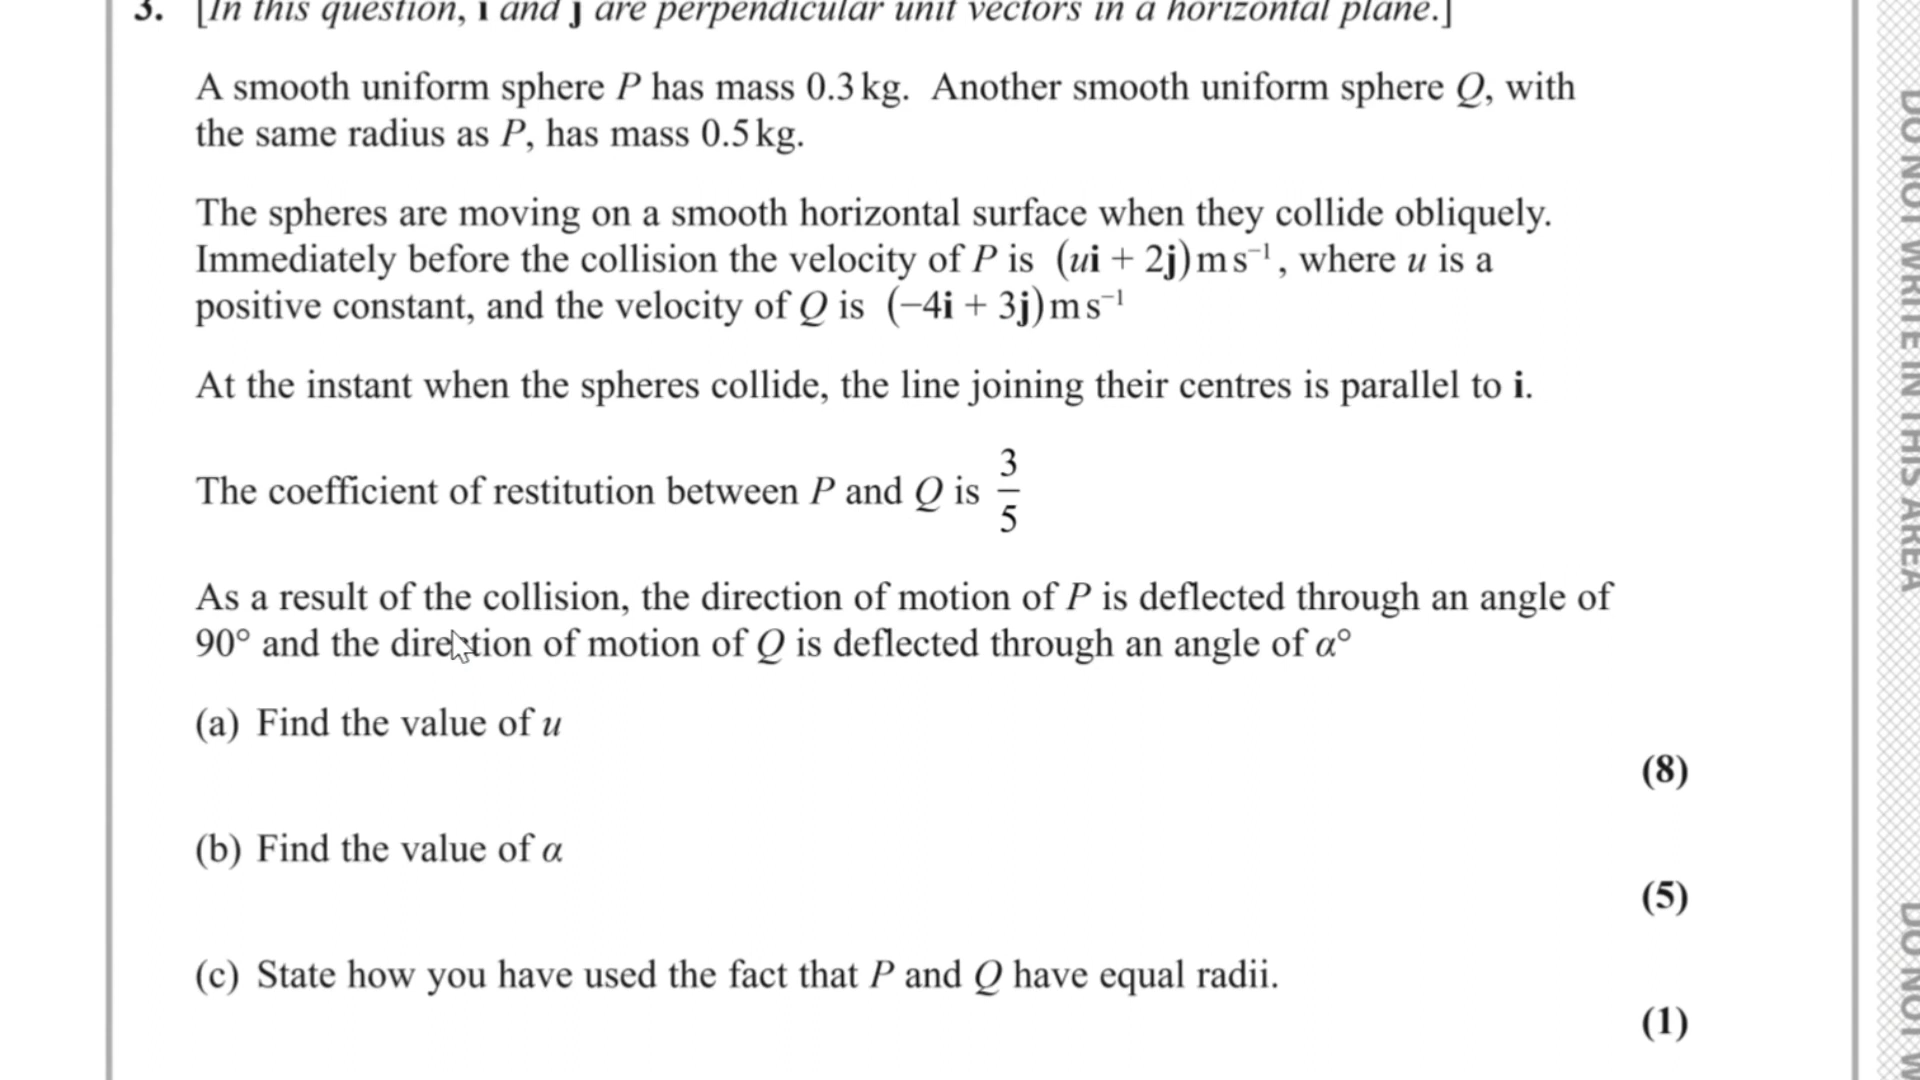 3. [In this question, i and j are perpendicular unit vectors in a horizontal plane.]
A smooth uniform sphere P has mass 0.3 kg. Another smooth uniform sphere Q, with
the same radius as P, has mass 0.5 kg.
The spheres are moving on a smooth horizontal surface when they collide obliquely.
Immediately before the collision the velocity of P is (ui + 2j) m s⁻¹, where u is a
positive constant, and the velocity of Q is (−4i + 3j) m s⁻¹
At the instant when the spheres collide, the line joining their centres is parallel to i.
The coefficient of restitution between P and Q is 3/5
As a result of the collision, the direction of motion of P is deflected through an angle of
90° and the direction of motion of Q is deflected through an angle of α°
(a) Find the value of u
(8)
(b) Find the value of α
(5)
(c) State how you have used the fact that P and Q have equal radii.
(1)
DO NOT WRITE IN THIS AREA
DO NOT W